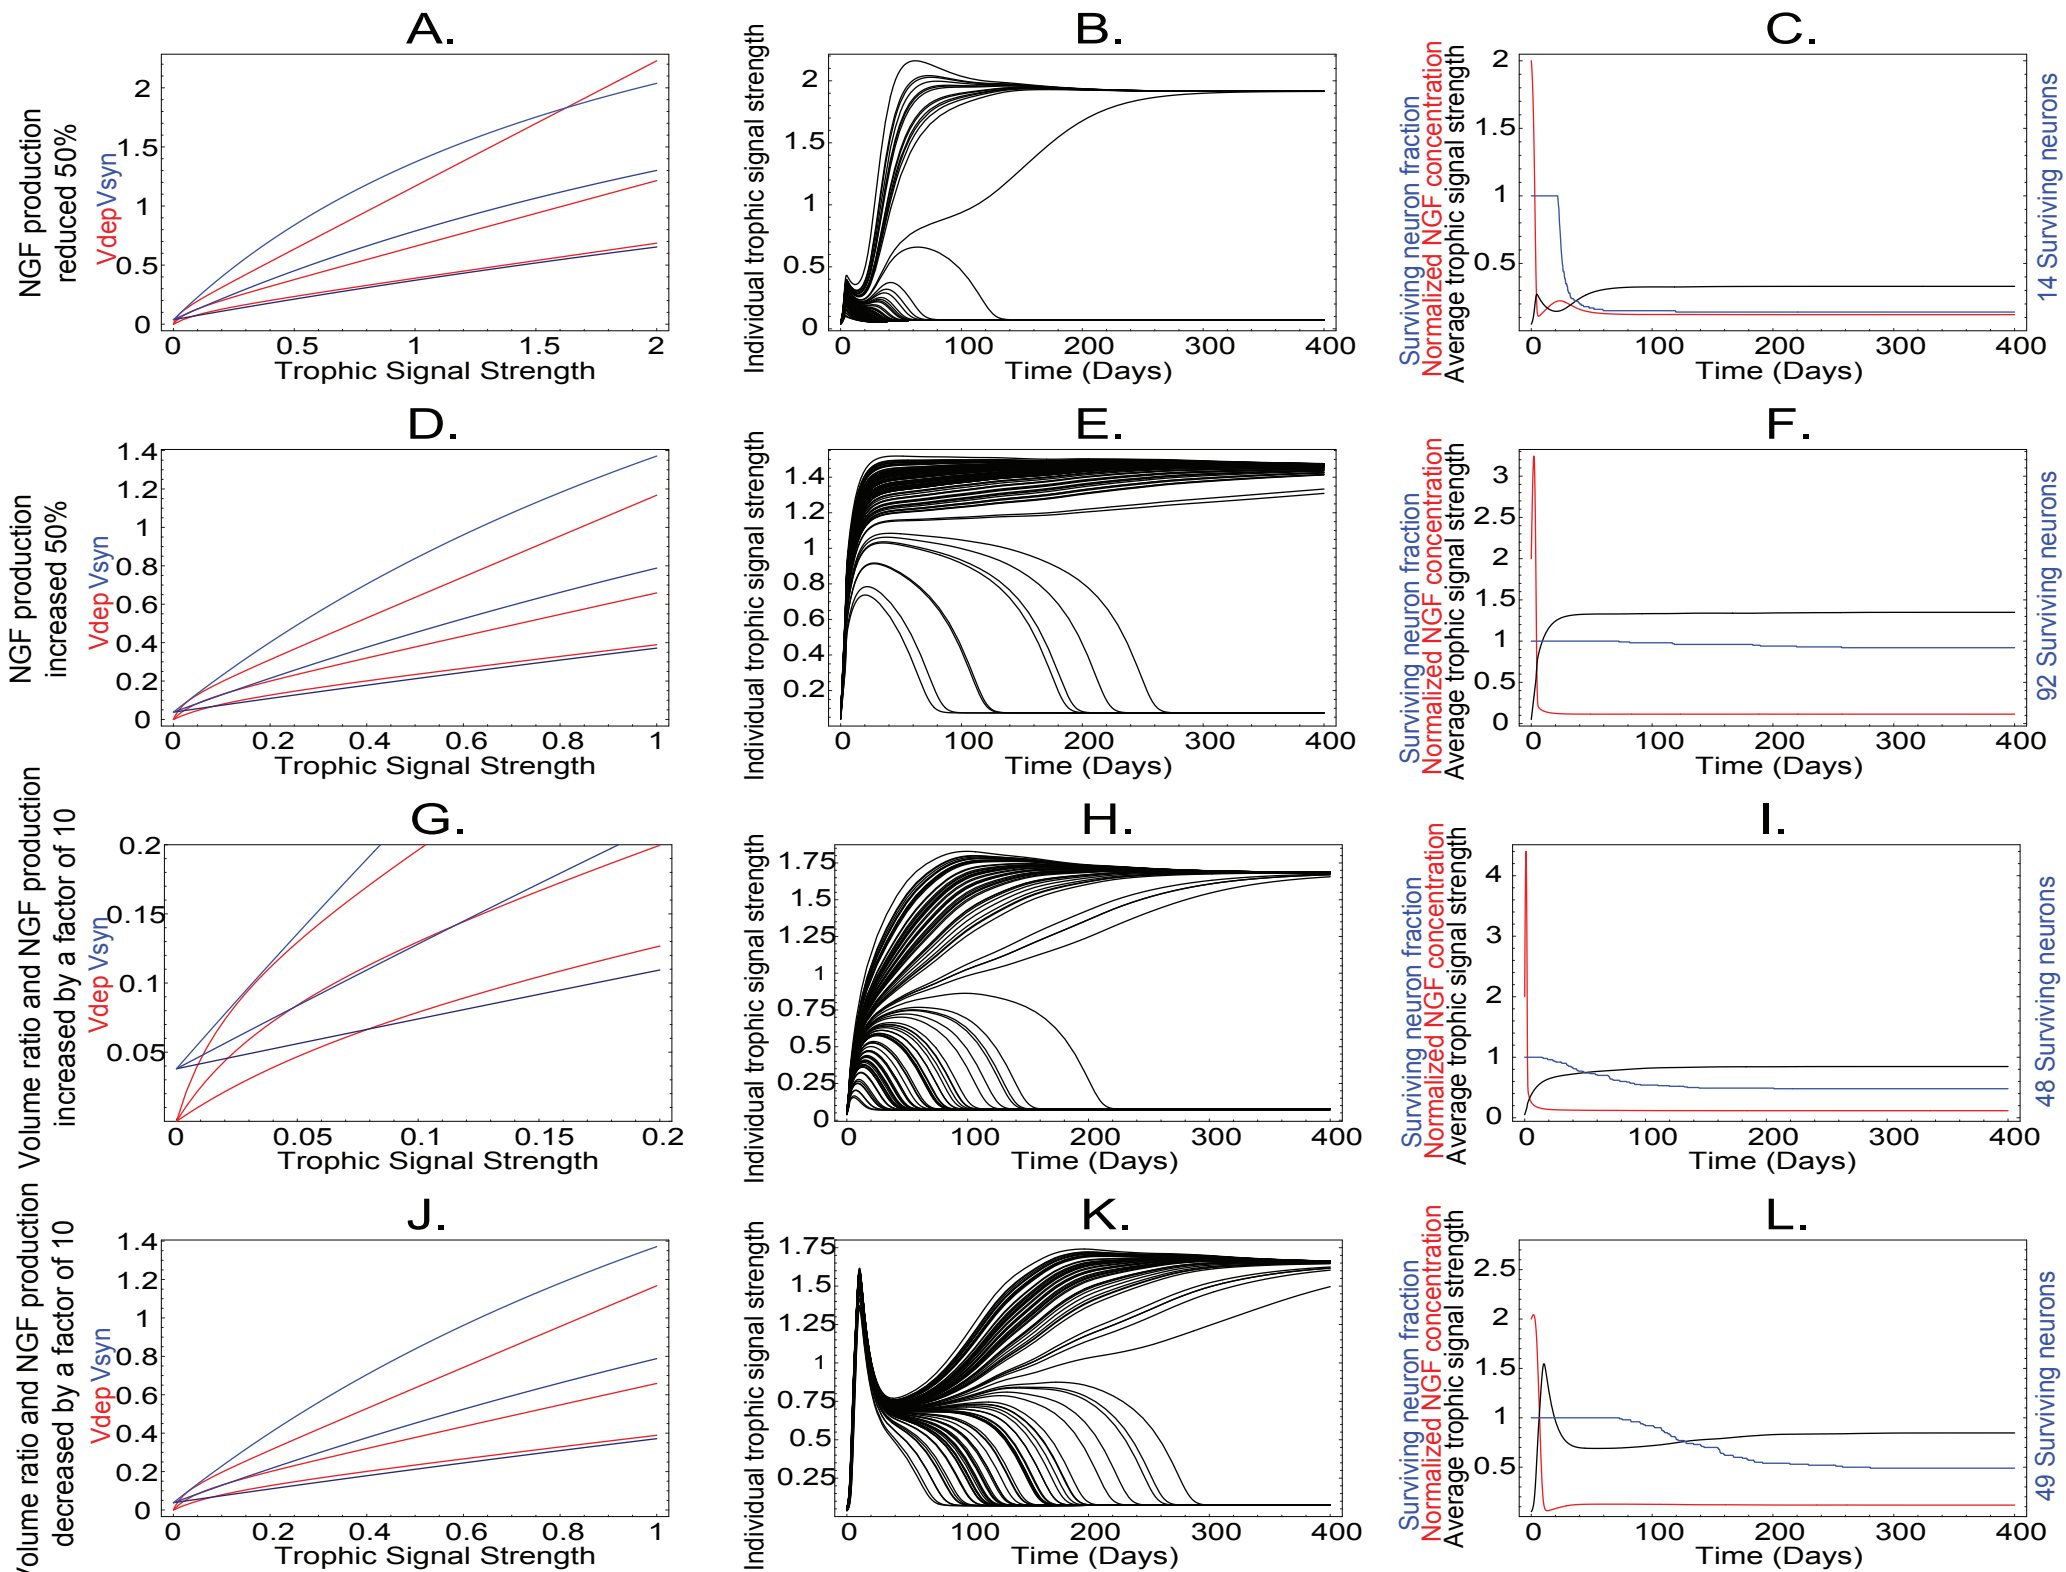 A.
NGF production
reduced 50%
Vdep Vsyn
2
1.5
1
0.5
0
0 0.5 1 1.5 2
Trophic Signal Strength
B.
Individual trophic signal strength
2
1.5
1
0.5
0
0 100 200 300 400
Time (Days)
C.
Surviving neuron fraction
Normalized NGF concentration
Average trophic signal strength
2
1.5
1
0.5
0 100 200 300 400
Time (Days)
14 Surviving neurons
D.
NGF production
increased 50%
Vdep Vsyn
1.4
1.2
1
0.8
0.6
0.4
0.2
0
0 0.2 0.4 0.6 0.8 1
Trophic Signal Strength
E.
Individual trophic signal strength
1.4
1.2
1
0.8
0.6
0.4
0.2
0 100 200 300 400
Time (Days)
F.
Surviving neuron fraction
Normalized NGF concentration
Average trophic signal strength
3
2.5
2
1.5
1
0.5
0
0 100 200 300 400
Time (Days)
92 Surviving neurons
G.
Volume ratio and NGF production
increased by a factor of 10
Vdep Vsyn
0.2
0.15
0.1
0.05
0 0.05 0.1 0.15 0.2
Trophic Signal Strength
H.
Individual trophic signal strength
1.75
1.5
1.25
1
0.75
0.5
0.25
0
0 100 200 300 400
Time (Days)
I.
Surviving neuron fraction
Normalized NGF concentration
Average trophic signal strength
4
3
2
1
0
0 100 200 300 400
Time (Days)
48 Surviving neurons
J.
Volume ratio and NGF production
decreased by a factor of 10
Vdep Vsyn
1.4
1.2
1
0.8
0.6
0.4
0.2
0
0 0.2 0.4 0.6 0.8 1
Trophic Signal Strength
K.
Individual trophic signal strength
1.75
1.5
1.25
1
0.75
0.5
0.25
0 100 200 300 400
Time (Days)
L.
Surviving neuron fraction
Normalized NGF concentration
Average trophic signal strength
2.5
2
1.5
1
0.5
0 100 200 300 400
Time (Days)
49 Surviving neurons